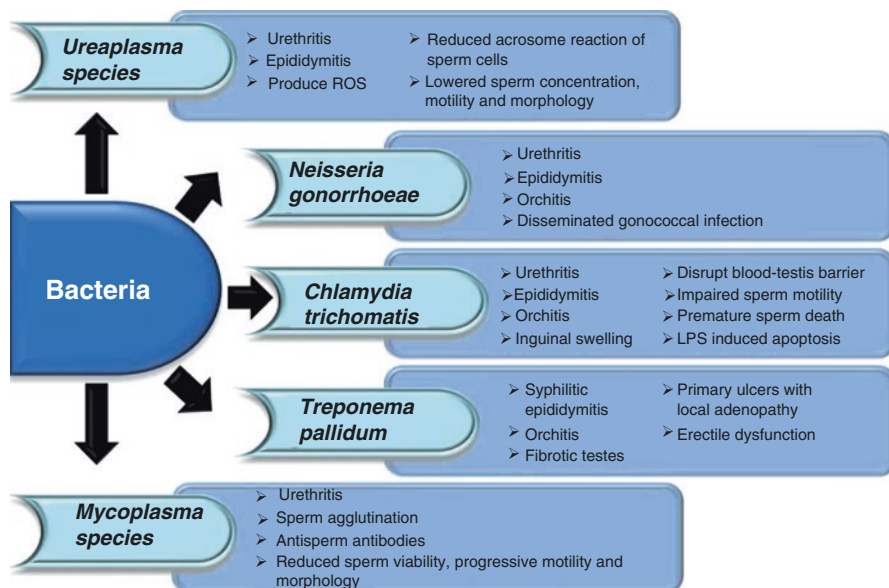 Ureaplasma
species
➢ Urethritis
➢ Epididymitis
➢ Produce ROS
➢ Reduced acrosome reaction of
sperm cells
➢ Lowered sperm concentration,
motility and morphology
Neisseria
gonorrhoeae
➢ Urethritis
➢ Epididymitis
➢ Orchitis
➢ Disseminated gonococcal infection
Bacteria
Chlamydia
trichomatis
➢ Urethritis
➢ Epididymitis
➢ Orchitis
➢ Inguinal swelling
➢ Disrupt blood-testis barrier
➢ Impaired sperm motility
➢ Premature sperm death
➢ LPS induced apoptosis
Treponema
pallidum
➢ Syphilitic
epididymitis
➢ Orchitis
➢ Fibrotic testes
➢ Primary ulcers with
local adenopathy
➢ Erectile dysfunction
Mycoplasma
species
➢ Urethritis
➢ Sperm agglutination
➢ Antisperm antibodies
➢ Reduced sperm viability, progressive motility and
morphology